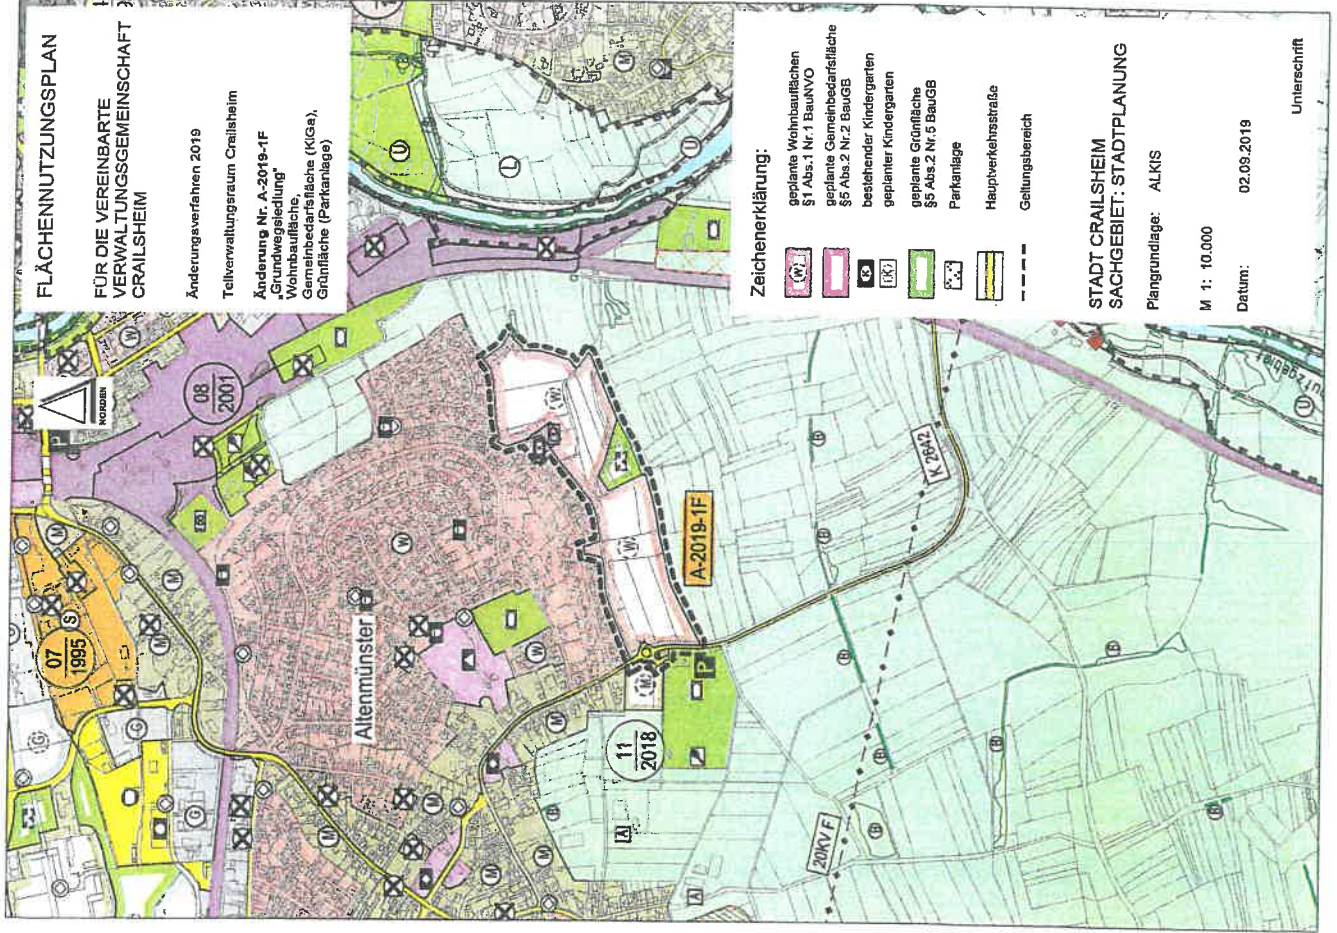 FLÄCHENNUTZUNGSPLAN
FÜR DIE VEREINBARTE
VERWALTUNGSGEMEINSCHAFT
CRAILSHEIM
Änderungsverfahren 2019
Teilverwaltungsraum Crailsheim
Änderung Nr. A-2019-1F
„Grundwegsiedlung"
Wohnbaufläche,
Gemeinbedarfsfläche (KiGa),
Grünfläche (Parkanlage)
NORDEN
08
2001
07
1995
S
Altenmünster
11
2018
A-2019-1F
K 2642
20KV F
Zeichenerklärung:
geplante Wohnbauflächen
§1 Abs.1 Nr.1 BauNVO
geplante Gemeinbedarfsfläche
§5 Abs.2 Nr.2 BauGB
bestehender Kindergarten
geplanter Kindergarten
geplante Grünfläche
§5 Abs.2 Nr.5 BauGB
Parkanlage
Hauptverkehrsstraße
Geltungsbereich
STADT CRAILSHEIM
SACHGEBIET: STADTPLANUNG
Plangrundlage: ALKIS
M 1: 10.000
Datum: 02.09.2019
Unterschrift